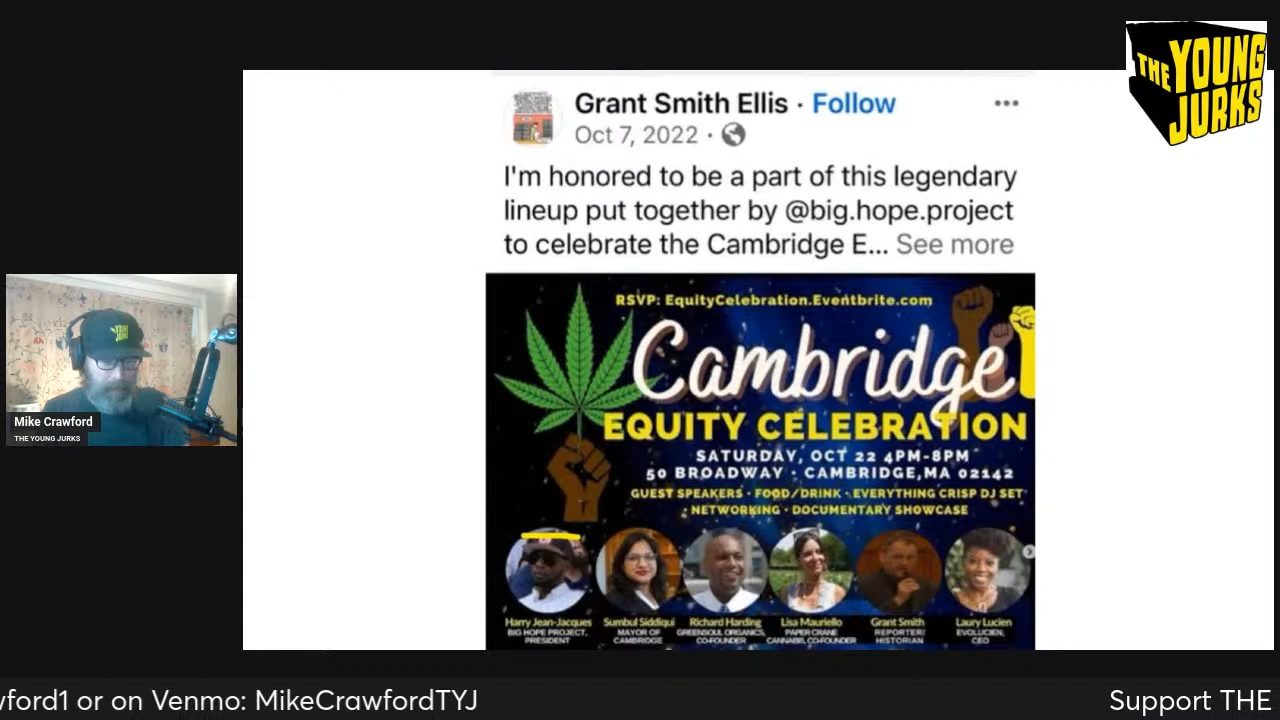 THE YOUNG JURKS
Grant Smith Ellis · Follow
Oct 7, 2022 ·
I'm honored to be a part of this legendary
lineup put together by @big.hope.project
to celebrate the Cambridge E... See more
RSVP: EquityCelebration.Eventbrite.com
Cambridge
EQUITY CELEBRATION
SATURDAY, OCT 22 4PM-8PM
50 BROADWAY · CAMBRIDGE, MA 02142
GUEST SPEAKERS · FOOD/DRINK · EVERYTHING CRISP DJ SET
· NETWORKING · DOCUMENTARY SHOWCASE
Harry Jean-Jacques
BIG HOPE PROJECT,
PRESIDENT
Sumbul Siddiqui
MAYOR OF
CAMBRIDGE
Richard Harding
GREENSOUL ORGANICS,
CO-FOUNDER
Lisa Mauriello
PAPER CRANE
CANNABIS, CO-FOUNDER
Grant Smith
REPORTER/
HISTORIAN
Laury Lucien
EVOLUCIEN,
CEO
YOUNG
JURKS
Mike Crawford
THE YOUNG JURKS
wford1 or on Venmo: MikeCrawfordTYJ
Support THE